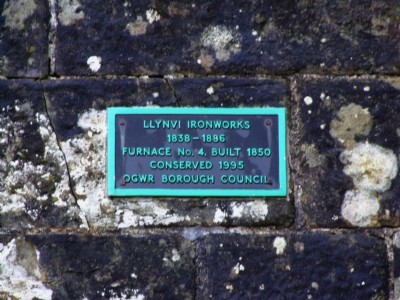 LLYNVI IRONWORKS
1838-1886
FURNACE No. 4, BUILT 1850
CONSERVED 1995
OGWR BOROUGH COUNCIL